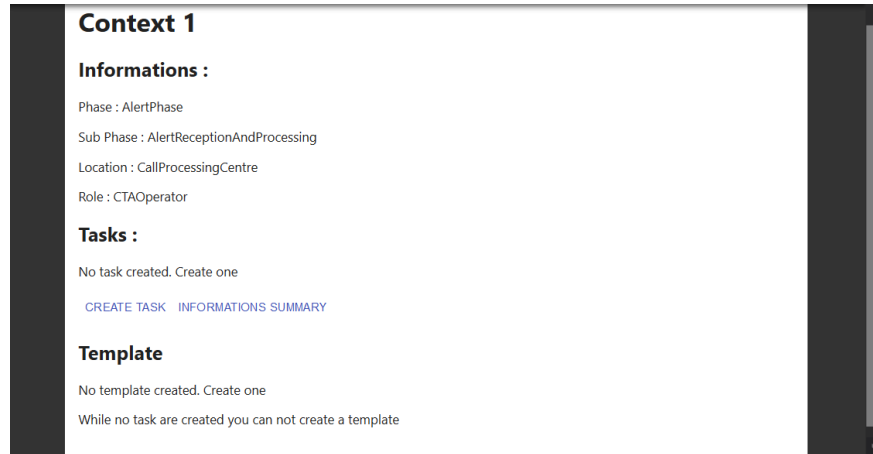 Context 1
Informations :
Phase : AlertPhase
Sub Phase : AlertReceptionAndProcessing
Location : CallProcessingCentre
Role : CTAOperator
Tasks :
No task created. Create one
CREATE TASK INFORMATIONS SUMMARY
Template
No template created. Create one
While no task are created you can not create a template